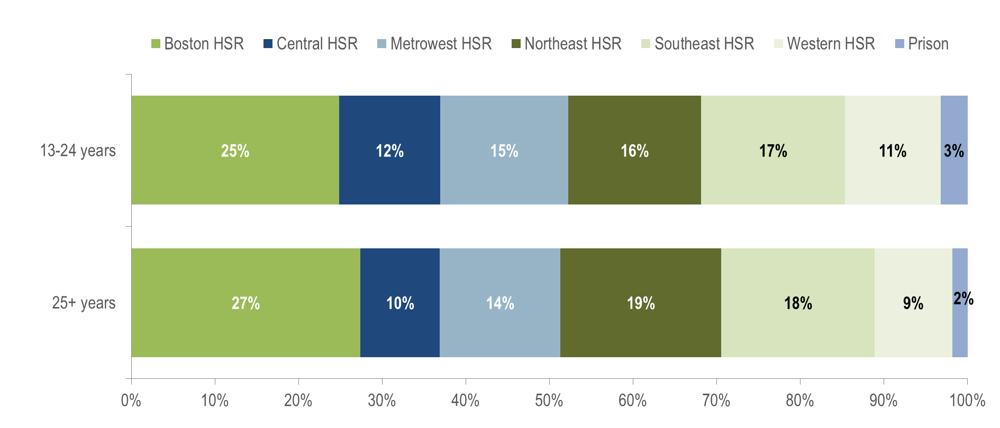 Boston HSR Central HSR Metrowest HSR Northeast HSR Southeast HSR Western HSR Prison
13-24 years 25% 12% 15% 16% 17% 11% 3%
25+ years 27% 10% 14% 19% 18% 9% 2%
0% 10% 20% 30% 40% 50% 60% 70% 80% 90% 100%